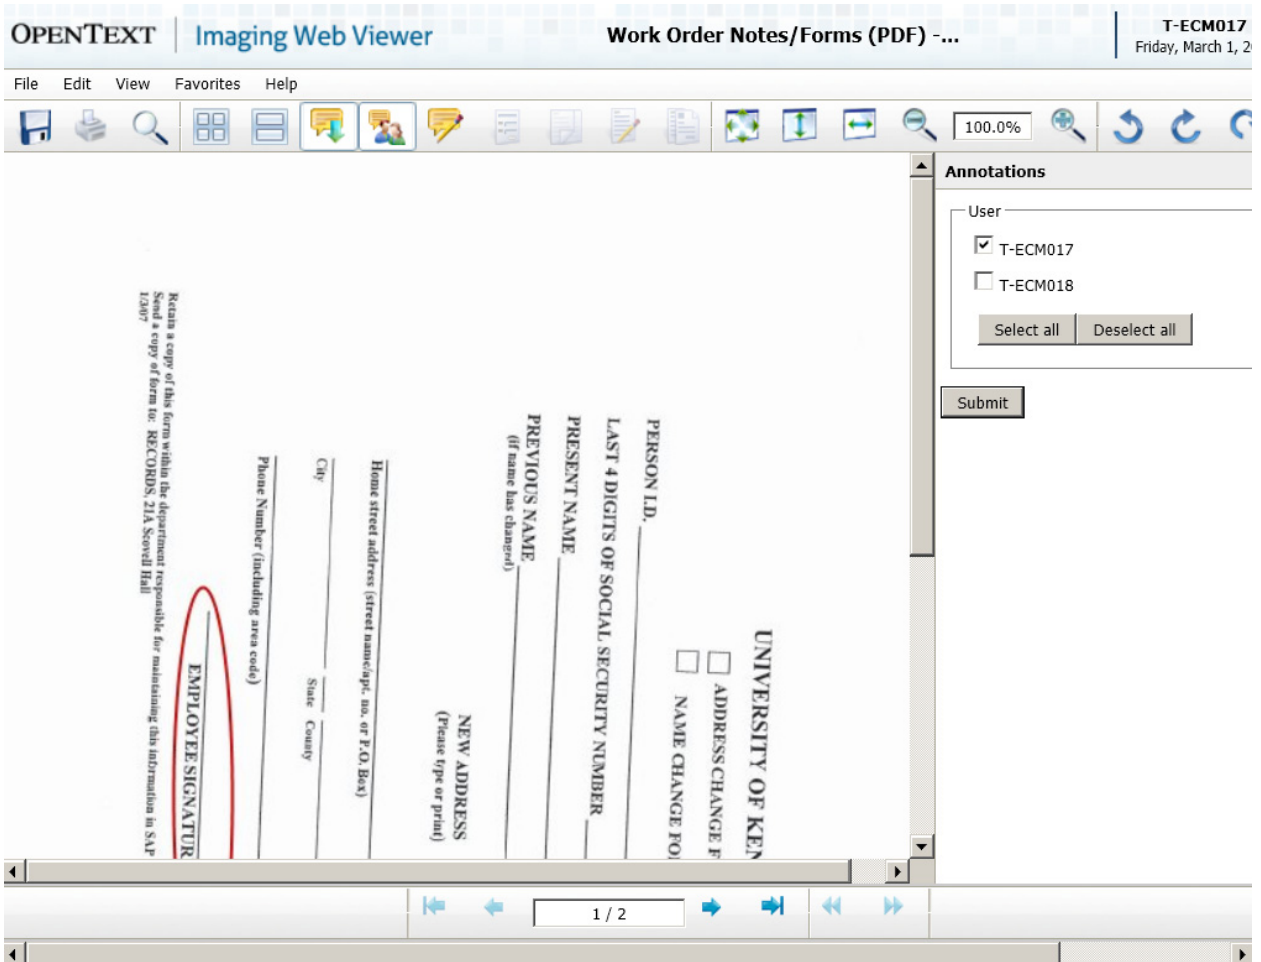 OPENTEXT | Imaging Web Viewer
Work Order Notes/Forms (PDF) -...
T-ECM017
Friday, March 1, 2
File Edit View Favorites Help
100.0%
Annotations
User
T-ECM017
T-ECM018
Select all Deselect all
Submit
UNIVERSITY OF KEN
ADDRESS CHANGE F
NAME CHANGE FO
PERSON I.D.
LAST 4 DIGITS OF SOCIAL SECURITY NUMBER
PRESENT NAME
PREVIOUS NAME
(if name has changed)
NEW ADDRESS
(Please type or print)
Home street address (street name/apt. no. or P.O. Box)
City State County
Phone Number (including area code)
EMPLOYEE SIGNATUR
Retain a copy of this form within the department responsible for maintaining this information in SAP
Send a copy of form to: RECORDS, 21A Scovell Hall
1/3/07
1 / 2